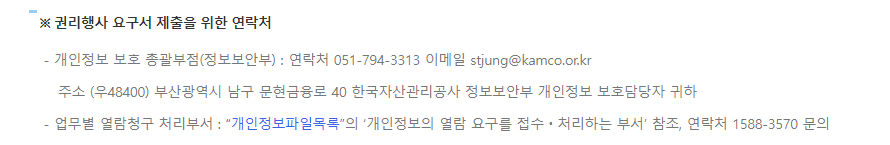 ※ 권리행사 요구서 제출을 위한 연락처
- 개인정보 보호 총괄부점(정보보안부) : 연락처 051-794-3313 이메일 stjung@kamco.or.kr
주소 (우48400) 부산광역시 남구 문현금융로 40 한국자산관리공사 정보보안부 개인정보 보호담당자 귀하
- 업무별 열람청구 처리부서 : “개인정보파일목록”의 ‘개인정보의 열람 요구를 접수・처리하는 부서’ 참조, 연락처 1588-3570 문의